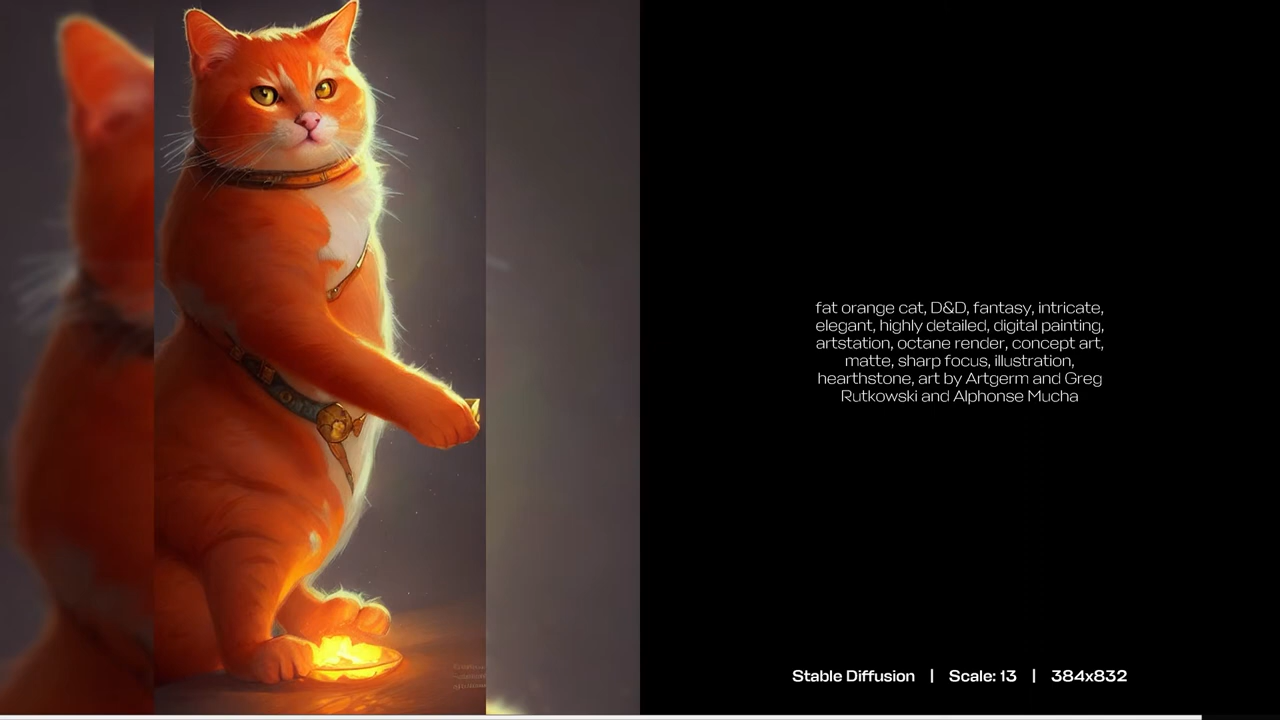 fat orange cat, D&D, fantasy, intricate,
elegant, highly detailed, digital painting,
artstation, octane render, concept art,
matte, sharp focus, illustration,
hearthstone, art by Artgerm and Greg
Rutkowski and Alphonse Mucha
Stable Diffusion | Scale: 13 | 384x832